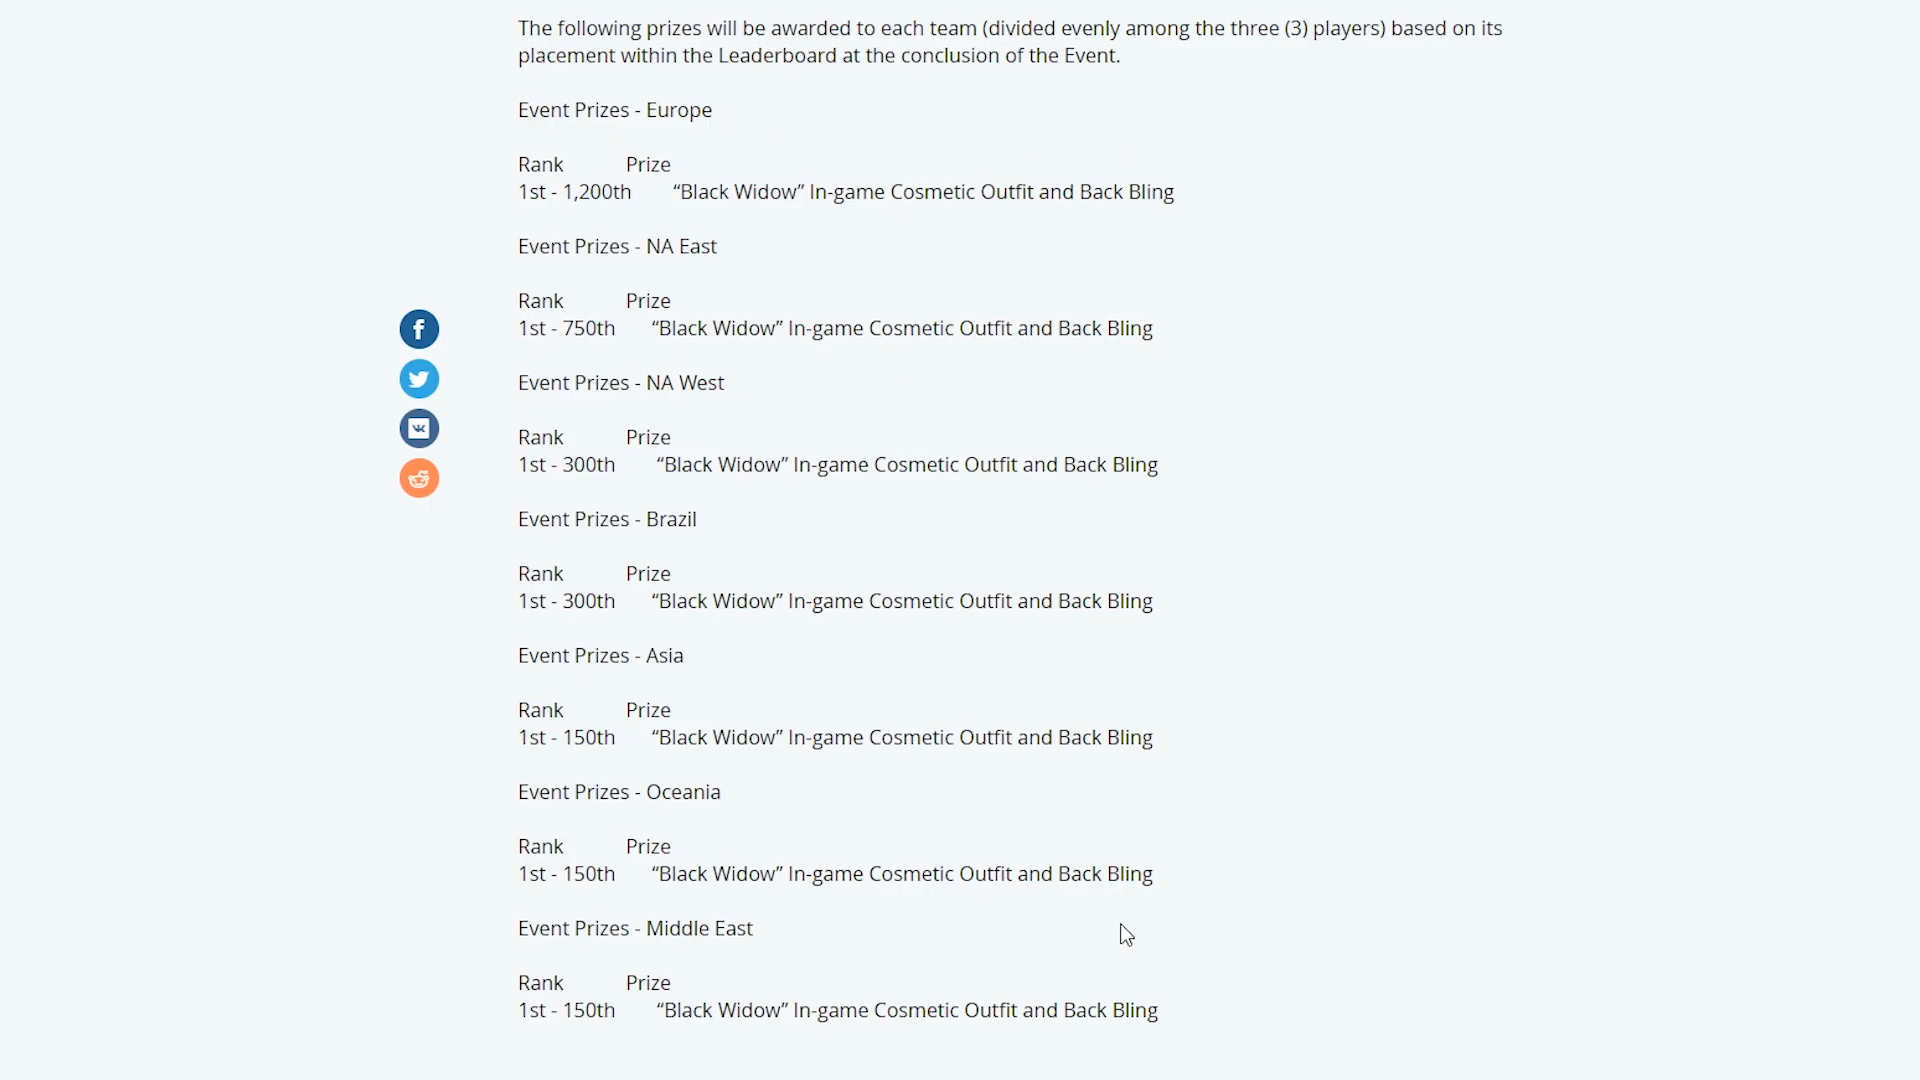 The following prizes will be awarded to each team (divided evenly among the three (3) players) based on its
placement within the Leaderboard at the conclusion of the Event.
Event Prizes - Europe
Rank Prize
1st - 1,200th “Black Widow” In-game Cosmetic Outfit and Back Bling
Event Prizes - NA East
Rank Prize
1st - 750th “Black Widow” In-game Cosmetic Outfit and Back Bling
Event Prizes - NA West
Rank Prize
1st - 300th “Black Widow” In-game Cosmetic Outfit and Back Bling
Event Prizes - Brazil
Rank Prize
1st - 300th “Black Widow” In-game Cosmetic Outfit and Back Bling
Event Prizes - Asia
Rank Prize
1st - 150th “Black Widow” In-game Cosmetic Outfit and Back Bling
Event Prizes - Oceania
Rank Prize
1st - 150th “Black Widow” In-game Cosmetic Outfit and Back Bling
Event Prizes - Middle East
Rank Prize
1st - 150th “Black Widow” In-game Cosmetic Outfit and Back Bling